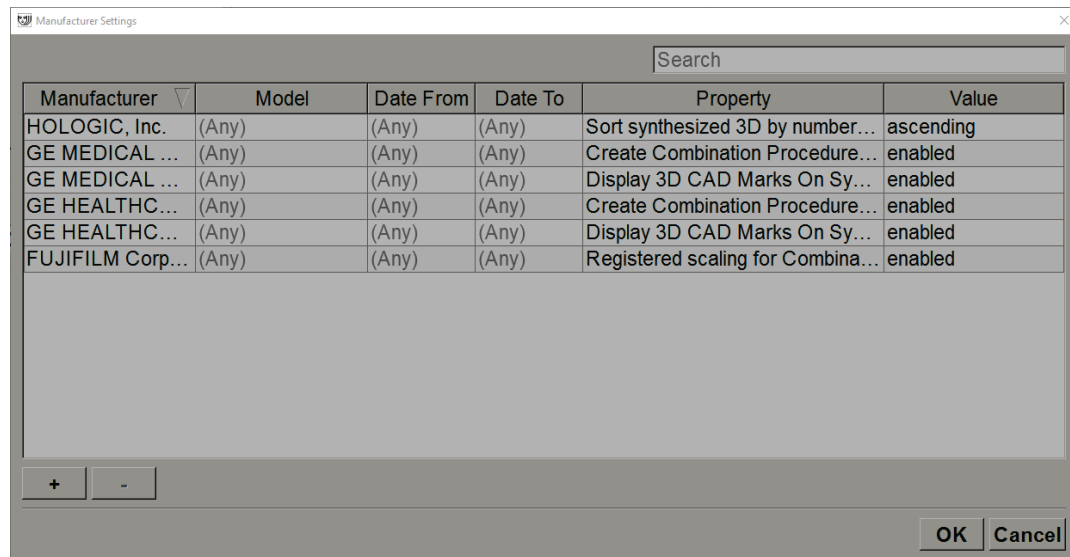 Manufacturer Settings
Search
Manufacturer Model Date From Date To Property Value
HOLOGIC, Inc. (Any) (Any) (Any) Sort synthesized 3D by number... ascending
GE MEDICAL ... (Any) (Any) (Any) Create Combination Procedure... enabled
GE MEDICAL ... (Any) (Any) (Any) Display 3D CAD Marks On Sy... enabled
GE HEALTHC... (Any) (Any) (Any) Create Combination Procedure... enabled
GE HEALTHC... (Any) (Any) (Any) Display 3D CAD Marks On Sy... enabled
FUJIFILM Corp... (Any) (Any) (Any) Registered scaling for Combina... enabled
+ -
OK Cancel